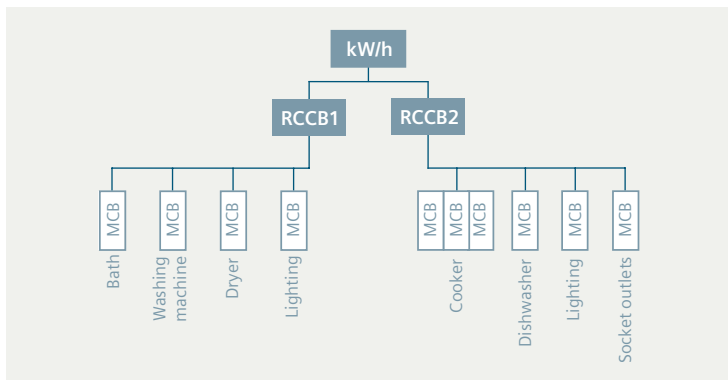 kW/h
RCCB1
RCCB2
MCB
MCB
MCB
MCB
MCB
MCB
MCB
MCB
MCB
MCB
Bath
Washing
machine
Dryer
Lighting
Cooker
Dishwasher
Lighting
Socket outlets